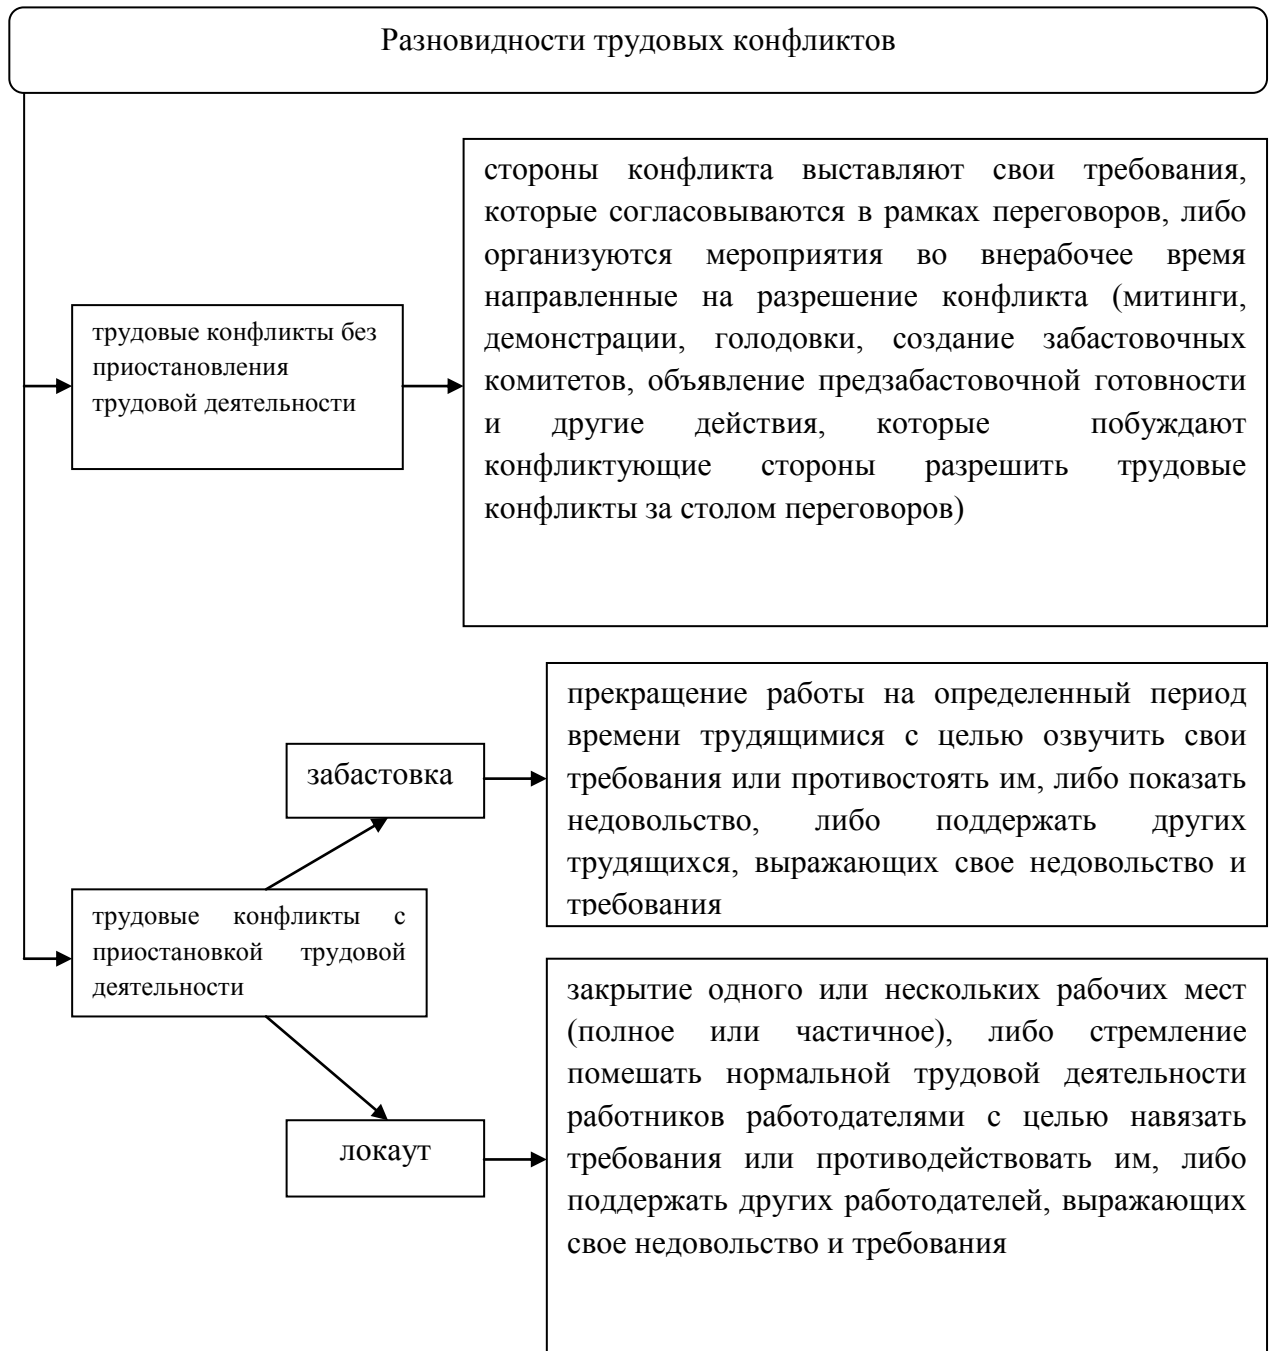 Разновидности трудовых конфликтов
стороны конфликта выставляют свои требования,
которые согласовываются в рамках переговоров, либо
организуются мероприятия во внерабочее время
направленные на разрешение конфликта (митинги,
демонстрации, голодовки, создание забастовочных
комитетов, объявление предзабастовочной готовности
и другие действия, которые побуждают
конфликтующие стороны разрешить трудовые
конфликты за столом переговоров)
трудовые конфликты без
приостановления
трудовой деятельности
прекращение работы на определенный период
времени трудящимися с целью озвучить свои
требования или противостоять им, либо показать
недовольство, либо поддержать других
трудящихся, выражающих свое недовольство и
требования
забастовка
трудовые конфликты с
приостановкой трудовой
деятельности
закрытие одного или нескольких рабочих мест
(полное или частичное), либо стремление
помешать нормальной трудовой деятельности
работников работодателями с целью навязать
требования или противодействовать им, либо
поддержать других работодателей, выражающих
свое недовольство и требования
локаут